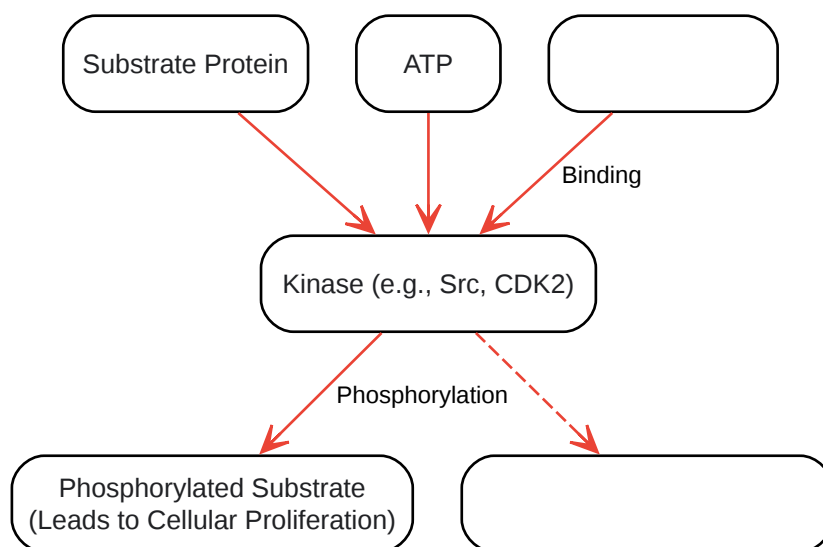 Substrate Protein
ATP
Binding
Kinase (e.g., Src, CDK2)
Phosphorylation
Phosphorylated Substrate
(Leads to Cellular Proliferation)